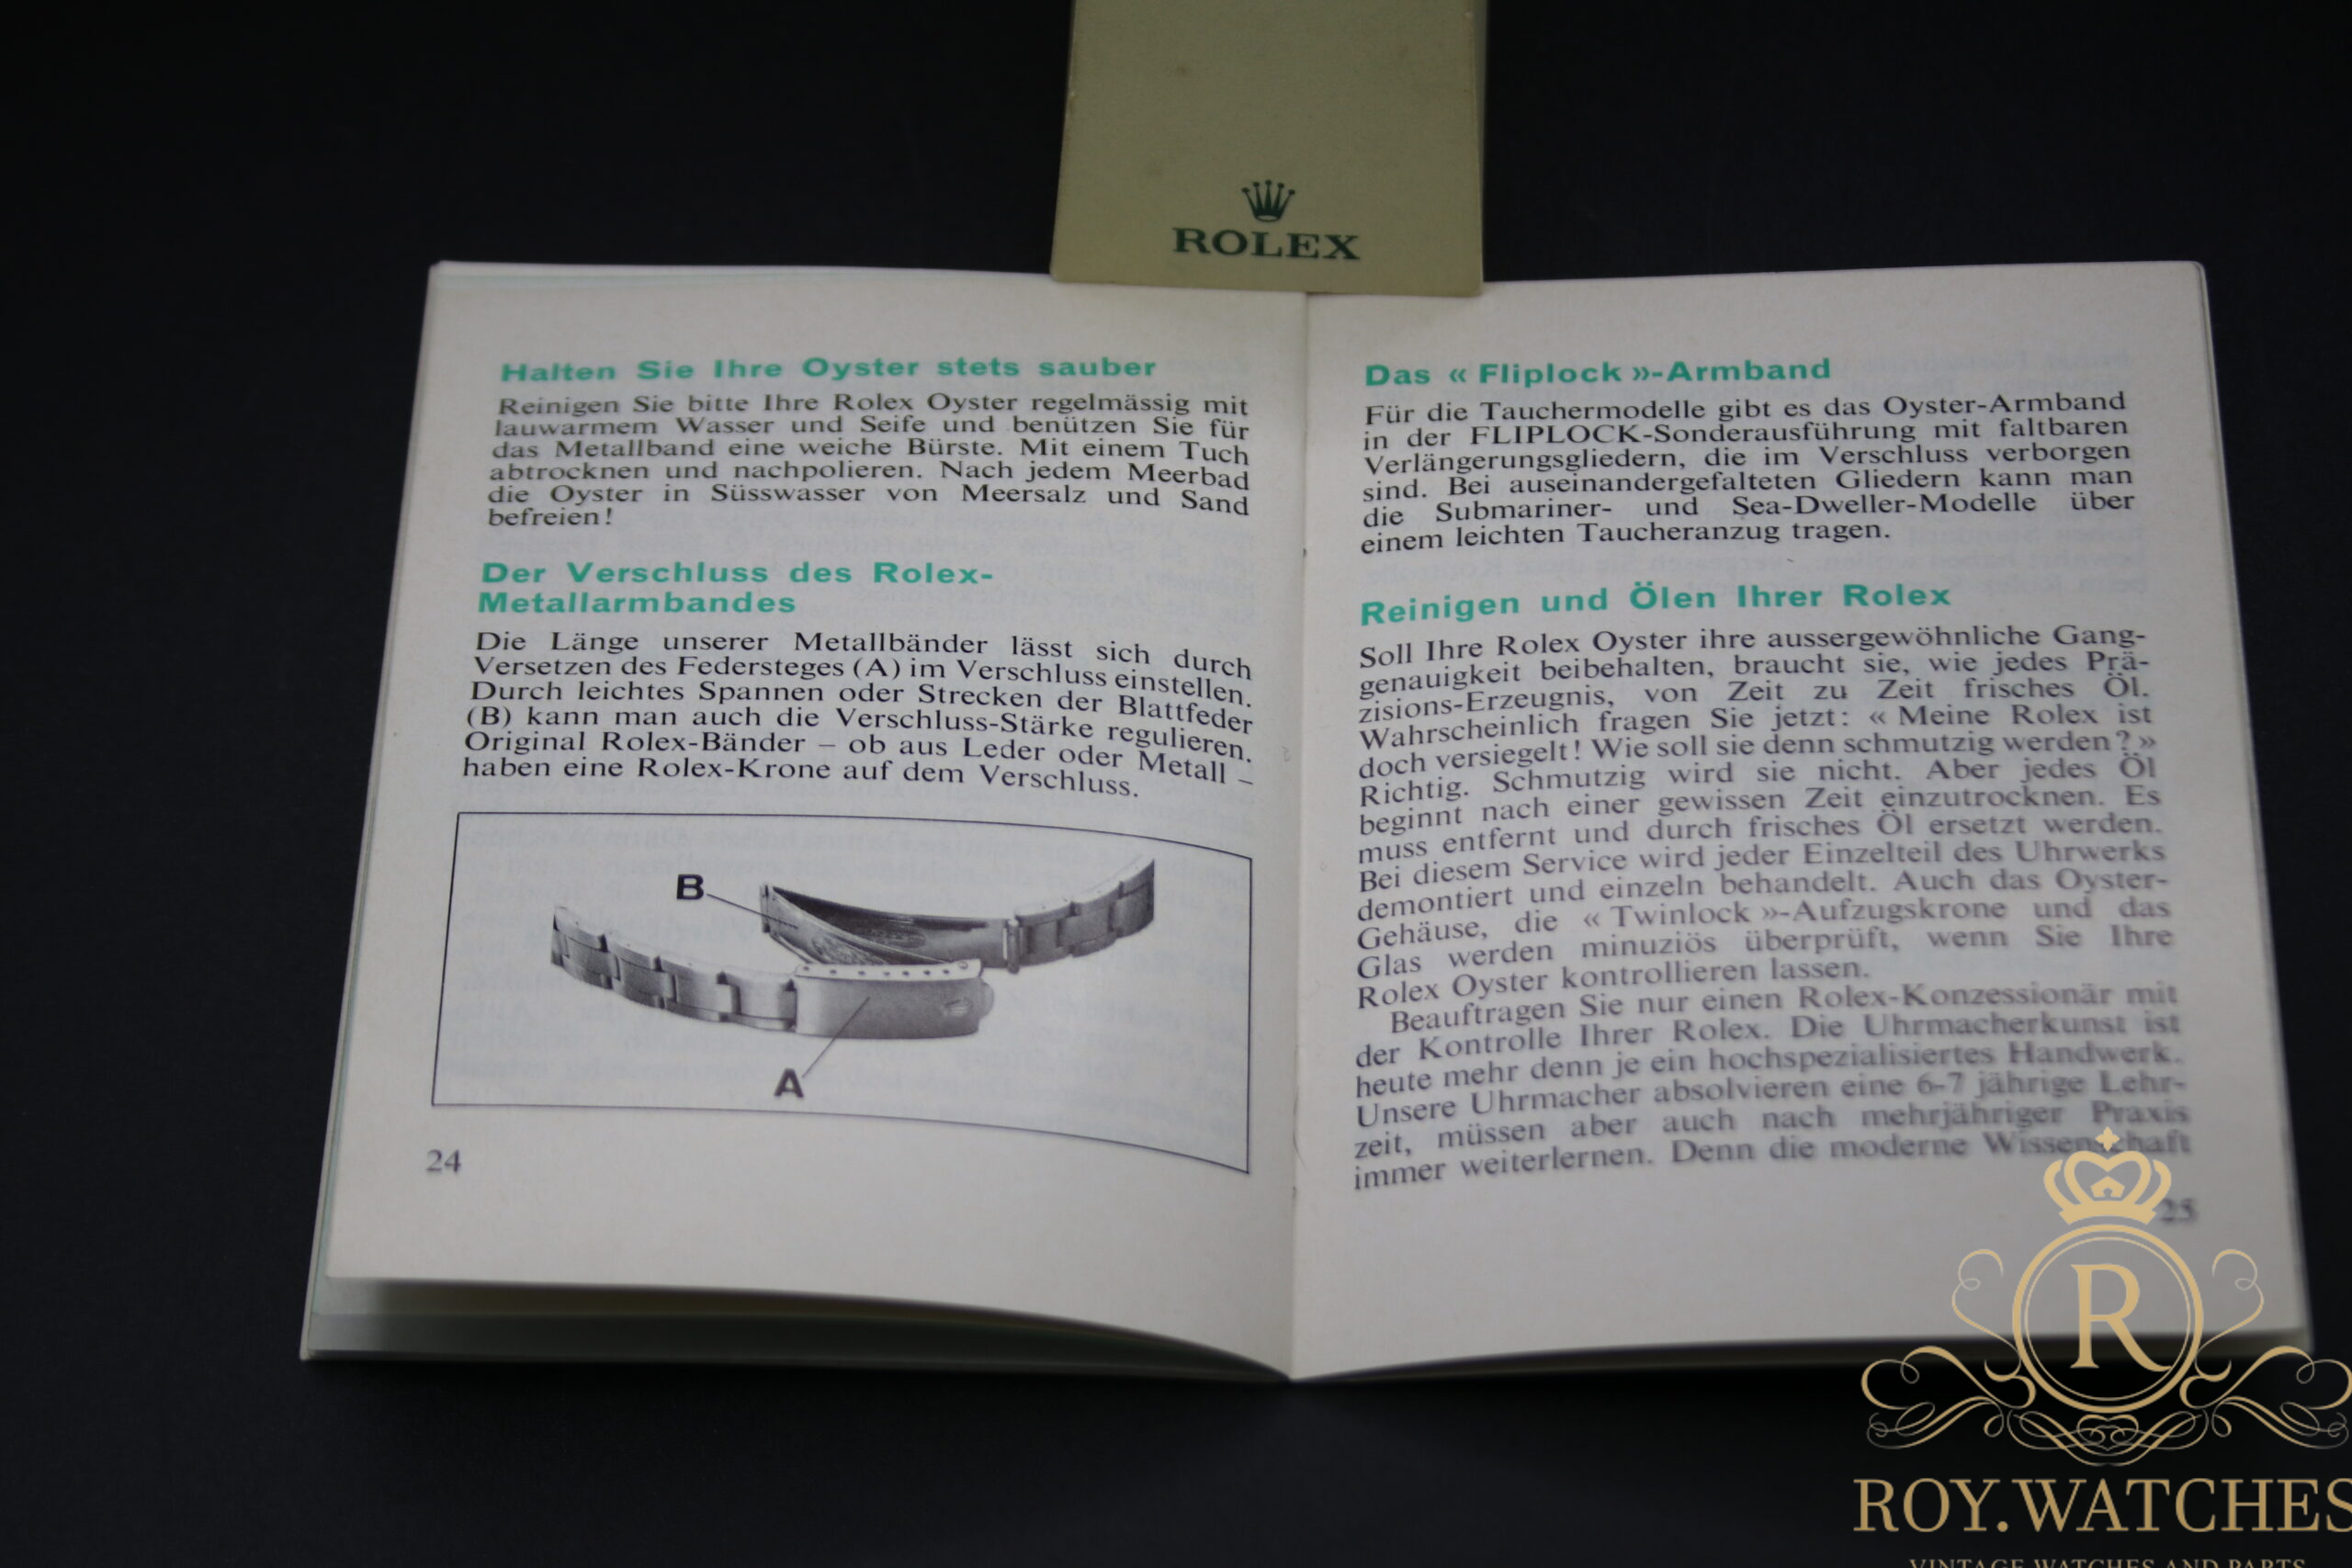 ROLEX
Halten Sie Ihre Oyster stets sauber
Reinigen Sie bitte Ihre Rolex Oyster regelmässig mit
lauwarmem Wasser und Seife und benützen Sie für
das Metallband eine weiche Bürste. Mit einem Tuch
abtrocknen und nachpolieren. Nach jedem Meerbad
die Oyster in Süsswasser von Meersalz und Sand
befreien!
Der Verschluss des Rolex-
Metallarmbandes
Die Länge unserer Metallbänder lässt sich durch
Versetzen des Federsteges (A) im Verschluss einstellen.
Durch leichtes Spannen oder Strecken der Blattfeder
(B) kann man auch die Verschluss-Stärke regulieren.
Original Rolex-Bänder – ob aus Leder oder Metall –
haben eine Rolex-Krone auf dem Verschluss.
B
A
24
Das « Fliplock »-Armband
Für die Tauchermodelle gibt es das Oyster-Armband
in der FLIPLOCK-Sonderausführung mit faltbaren
Verlängerungsgliedern, die im Verschluss verborgen
sind. Bei auseinandergefalteten Gliedern kann man
die Submariner- und Sea-Dweller-Modelle über
einem leichten Taucheranzug tragen.
Reinigen und Ölen Ihrer Rolex
Soll Ihre Rolex Oyster ihre aussergewöhnliche Gang-
genauigkeit beibehalten, braucht sie, wie jedes Prä-
zisions-Erzeugnis, von Zeit zu Zeit frisches Öl.
Wahrscheinlich fragen Sie jetzt: « Meine Rolex ist
doch versiegelt! Wie soll sie denn schmutzig werden? »
Richtig. Schmutzig wird sie nicht. Aber jedes Öl
beginnt nach einer gewissen Zeit einzutrocknen. Es
muss entfernt und durch frisches Öl ersetzt werden.
Bei diesem Service wird jeder Einzelteil des Uhrwerks
demontiert und einzeln behandelt. Auch das Oyster-
Gehäuse, die « Twinlock »-Aufzugskrone und das
Glas werden minuziös überprüft, wenn Sie Ihre
Rolex Oyster kontrollieren lassen.
Beauftragen Sie nur einen Rolex-Konzessionär mit
der Kontrolle Ihrer Rolex. Die Uhrmacherkunst ist
heute mehr denn je ein hochspezialisiertes Handwerk.
Unsere Uhrmacher absolvieren eine 6-7 jährige Lehr-
zeit, müssen aber auch nach mehrjähriger Praxis
immer weiterlernen. Denn die moderne Wissenschaft
25
R
ROY.WATCHES
VINTAGE WATCHES AND PARTS